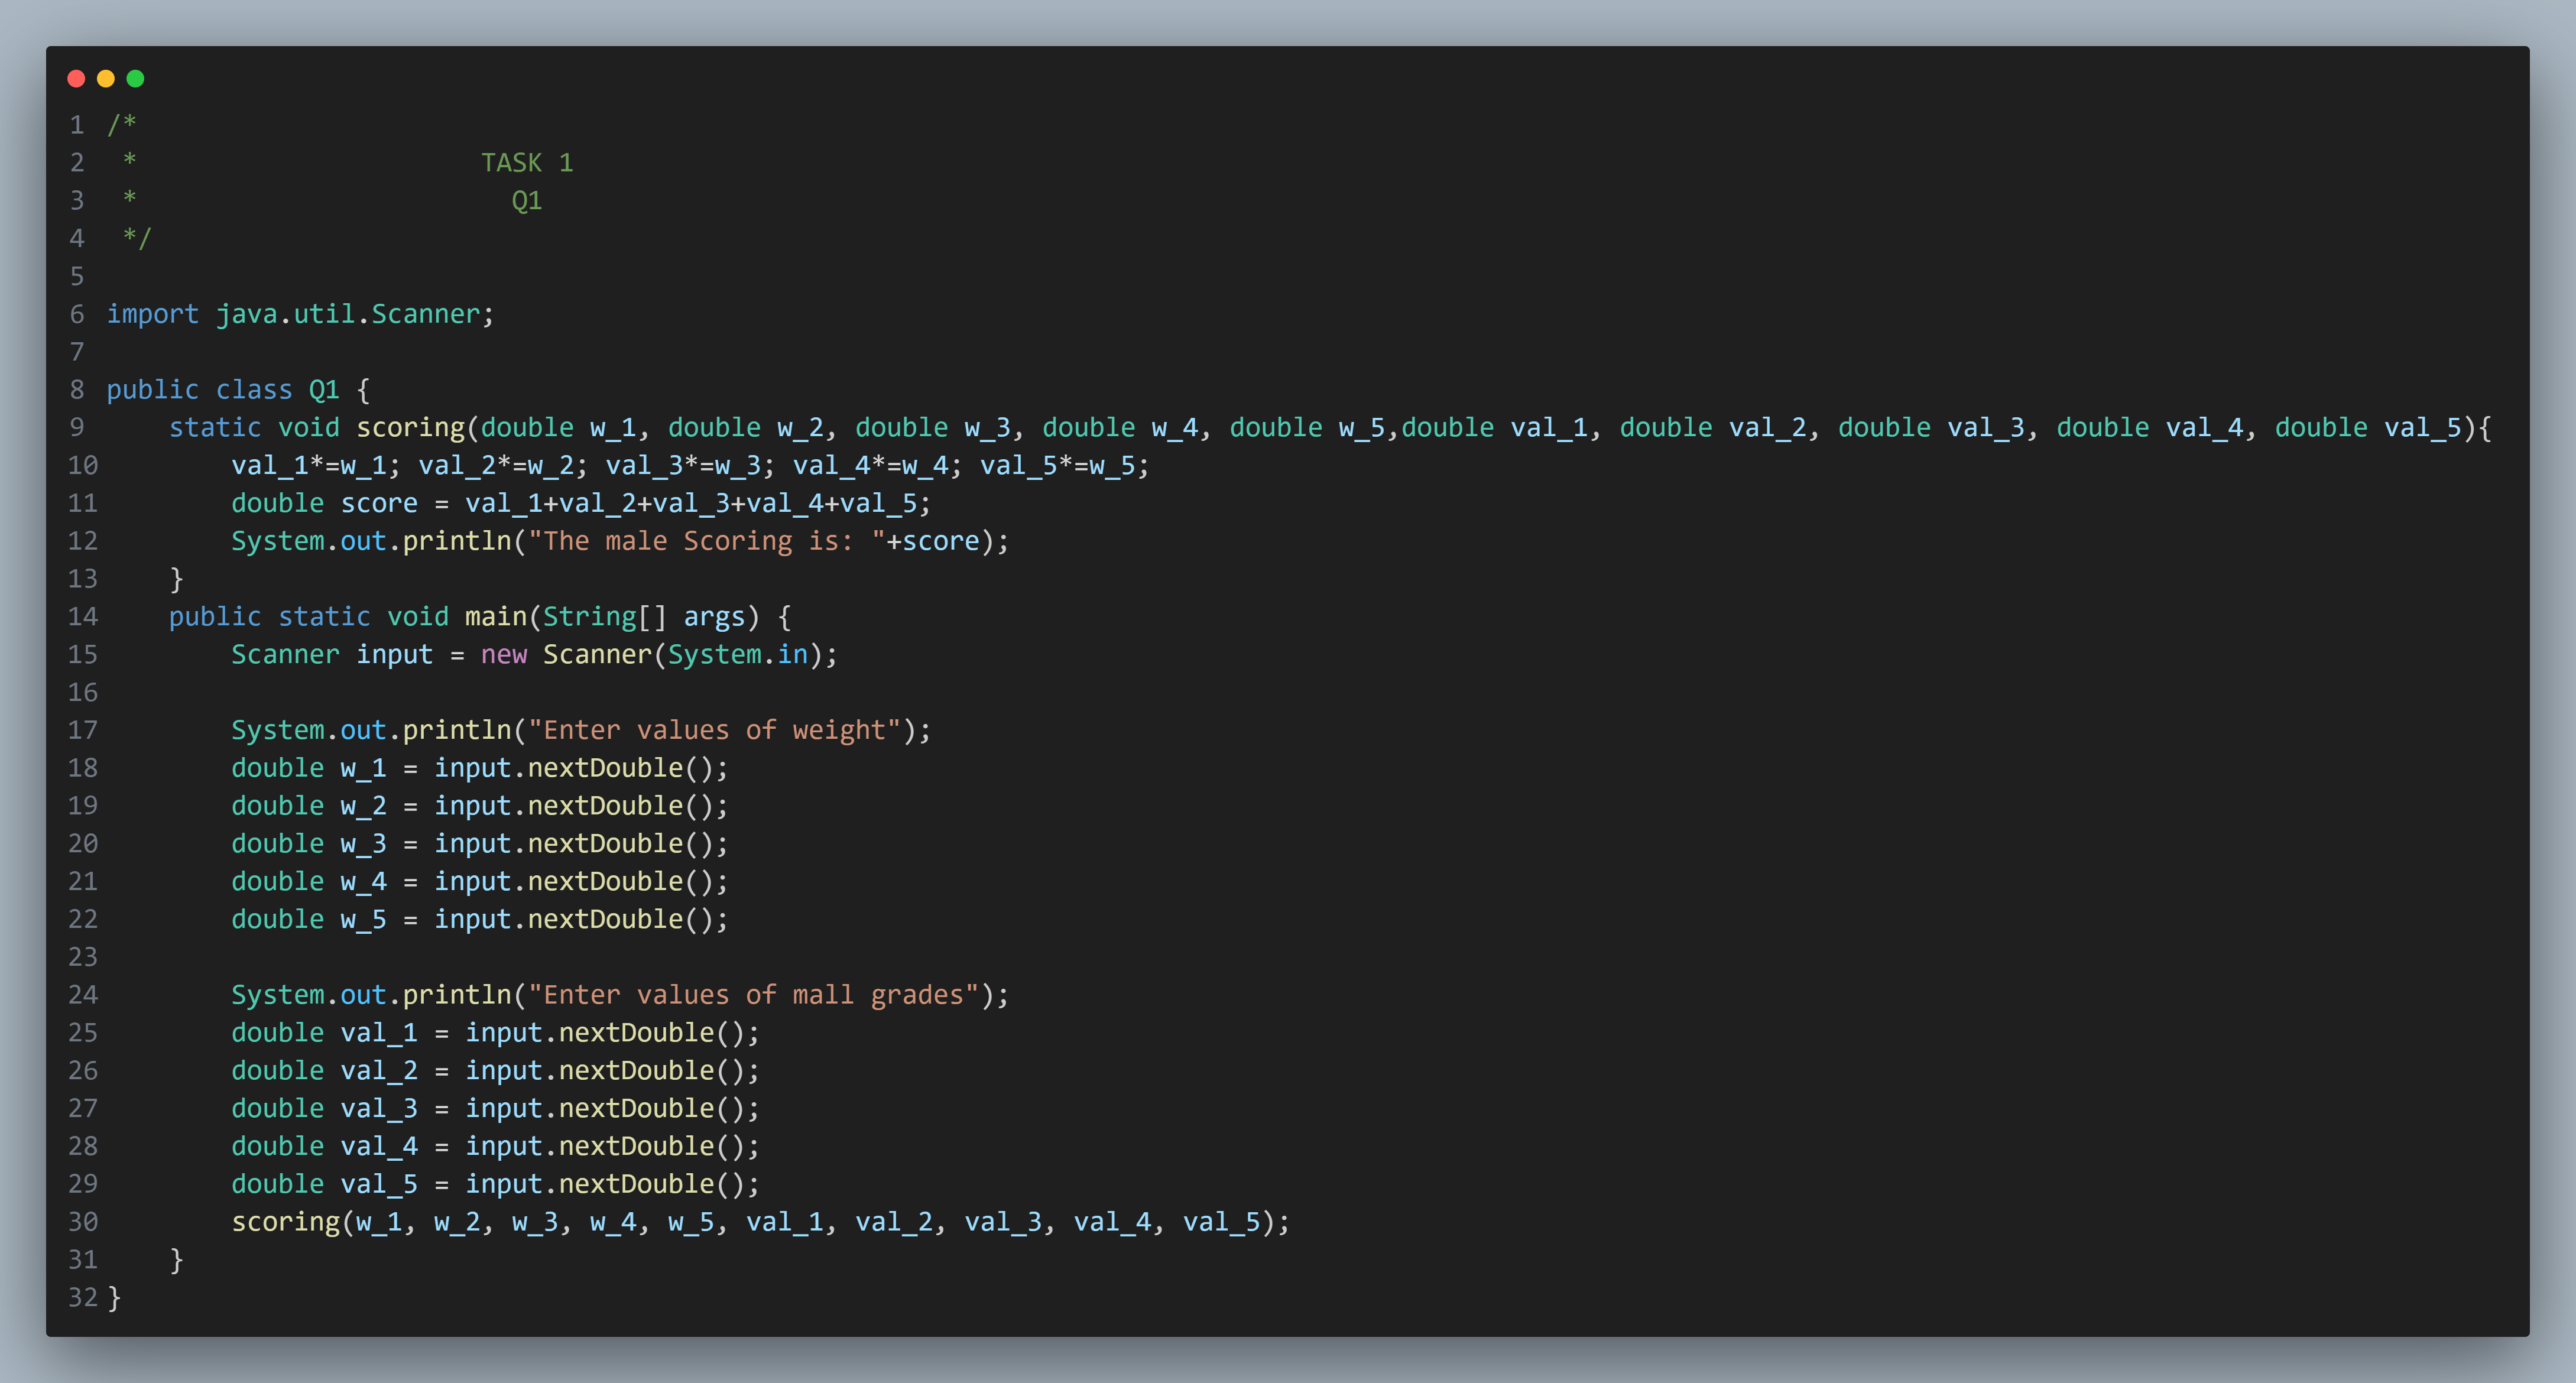 1 /*
2  *                      TASK 1
3  *                        Q1
4  */
5
6 import java.util.Scanner;
7
8 public class Q1 {
9     static void scoring(double w_1, double w_2, double w_3, double w_4, double w_5,double val_1, double val_2, double val_3, double val_4, double val_5){
10         val_1*=w_1; val_2*=w_2; val_3*=w_3; val_4*=w_4; val_5*=w_5;
11         double score = val_1+val_2+val_3+val_4+val_5;
12         System.out.println("The male Scoring is: "+score);
13     }
14     public static void main(String[] args) {
15         Scanner input = new Scanner(System.in);
16
17         System.out.println("Enter values of weight");
18         double w_1 = input.nextDouble();
19         double w_2 = input.nextDouble();
20         double w_3 = input.nextDouble();
21         double w_4 = input.nextDouble();
22         double w_5 = input.nextDouble();
23
24         System.out.println("Enter values of mall grades");
25         double val_1 = input.nextDouble();
26         double val_2 = input.nextDouble();
27         double val_3 = input.nextDouble();
28         double val_4 = input.nextDouble();
29         double val_5 = input.nextDouble();
30         scoring(w_1, w_2, w_3, w_4, w_5, val_1, val_2, val_3, val_4, val_5);
31     }
32 }